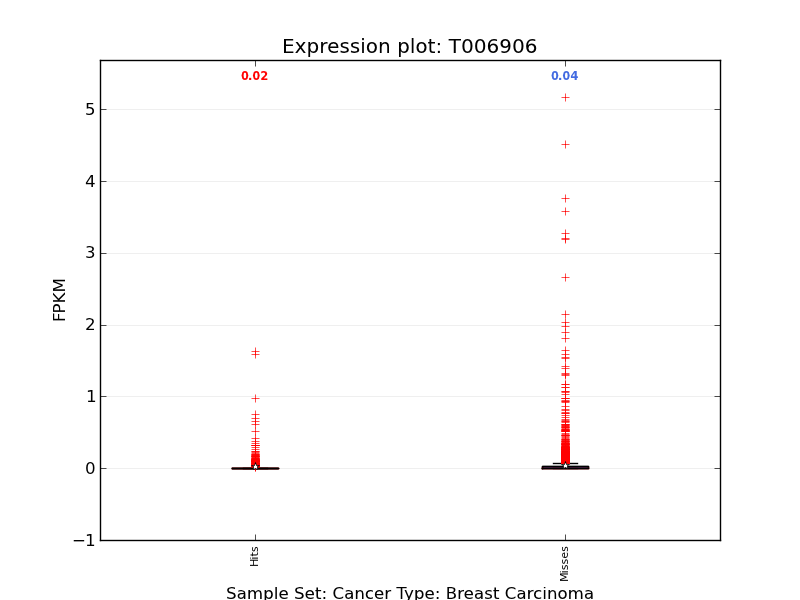 Expression plot: T006906
0.02
0.04
5
4
3
2
1
0
−1
FPKM
Hits
Misses
Sample Set: Cancer Type: Breast Carcinoma